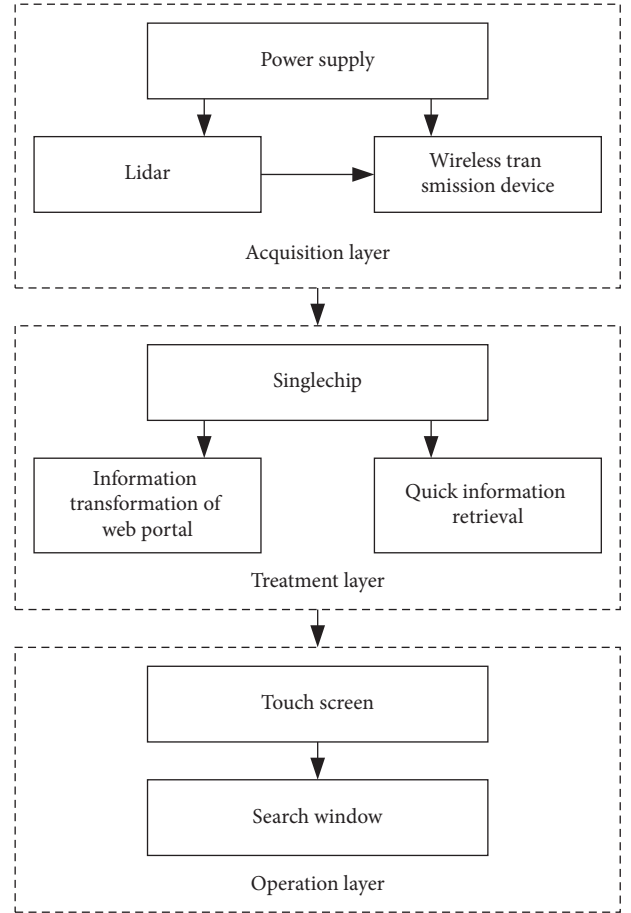 Power supply
Lidar
Wireless tran
smission device
Acquisition layer
Singlechip
Information
transformation of
web portal
Quick information
retrieval
Treatment layer
Touch screen
Search window
Operation layer